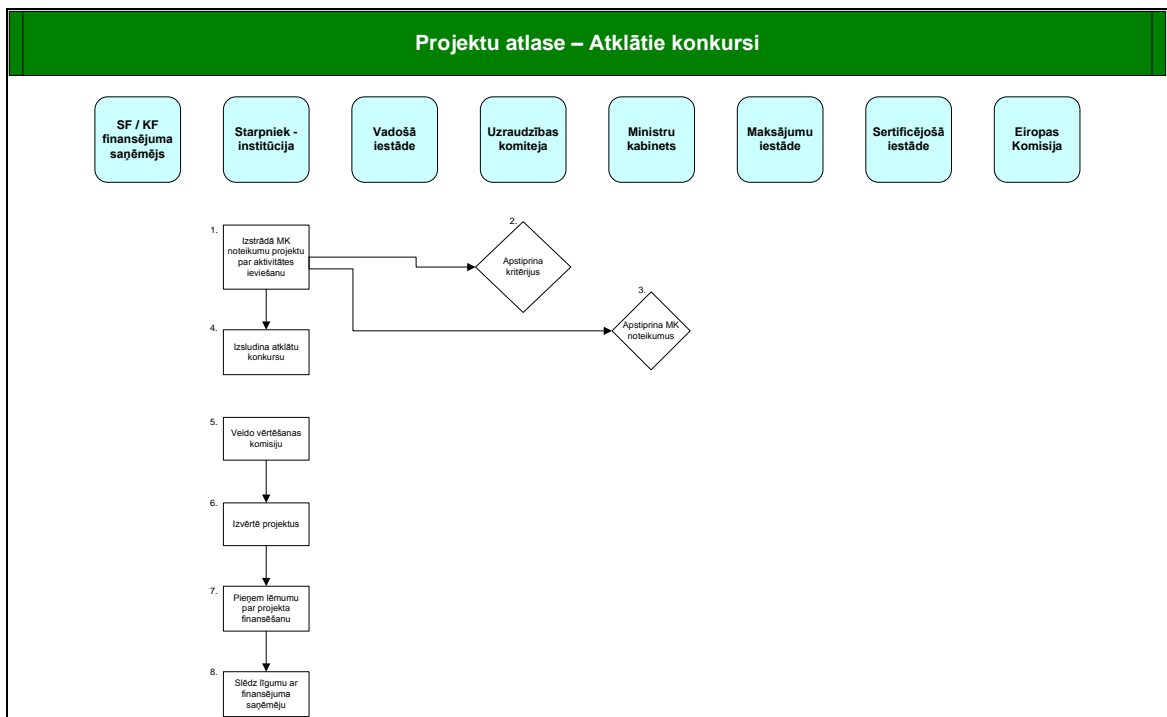 Projektu atlase – Atklātie konkursi
SF / KF
finansējuma
saņēmējs
Starpniek -
institūcija
Vadošā
iestāde
Uzraudzības
komiteja
Ministru
kabinets
Maksājumu
iestāde
Sertificējošā
iestāde
Eiropas
Komisija
1.
Izstrādā MK
noteikumu projektu
par aktivitātes
ieviešanu
2.
Apstiprina
kritērijus
3.
Apstiprina MK
noteikumus
4.
Izsludina atklātu
konkursu
5.
Veido vērtēšanas
komisiju
6.
Izvērtē projektus
7.
Pieņem lēmumu
par projekta
finansēšanu
8.
Slēdz līgumu ar
finansējuma
saņēmēju